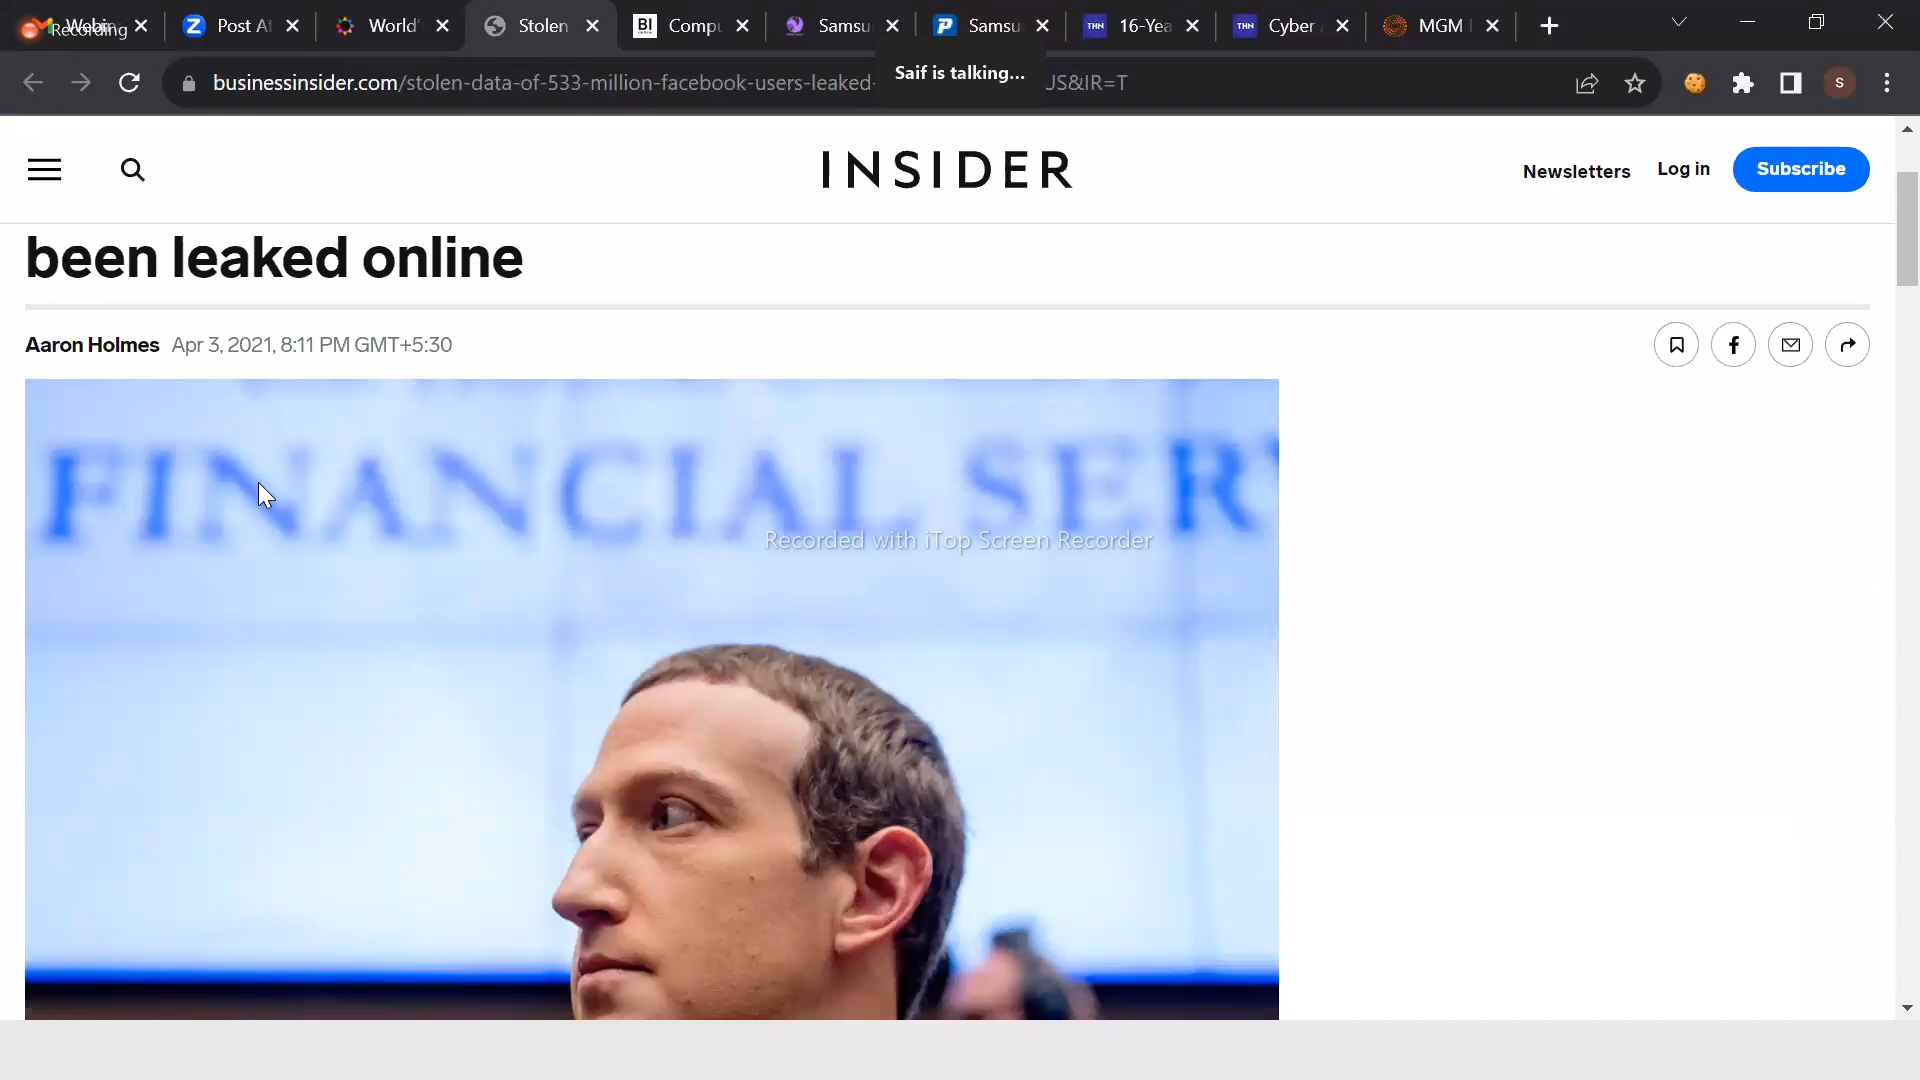 Recording
Post A
World'
Stolen
Compu
Samsu
Samsu
16-Yea
Cyber
MGM
Saif is talking...
businessinsider.com/stolen-data-of-533-million-facebook-users-leaked-
US&IR=T
INSIDER
Newsletters
Log in
Subscribe
been leaked online
Aaron Holmes Apr 3, 2021, 8:11 PM GMT+5:30
FINANCIAL SER
Recorded with iTop Screen Recorder